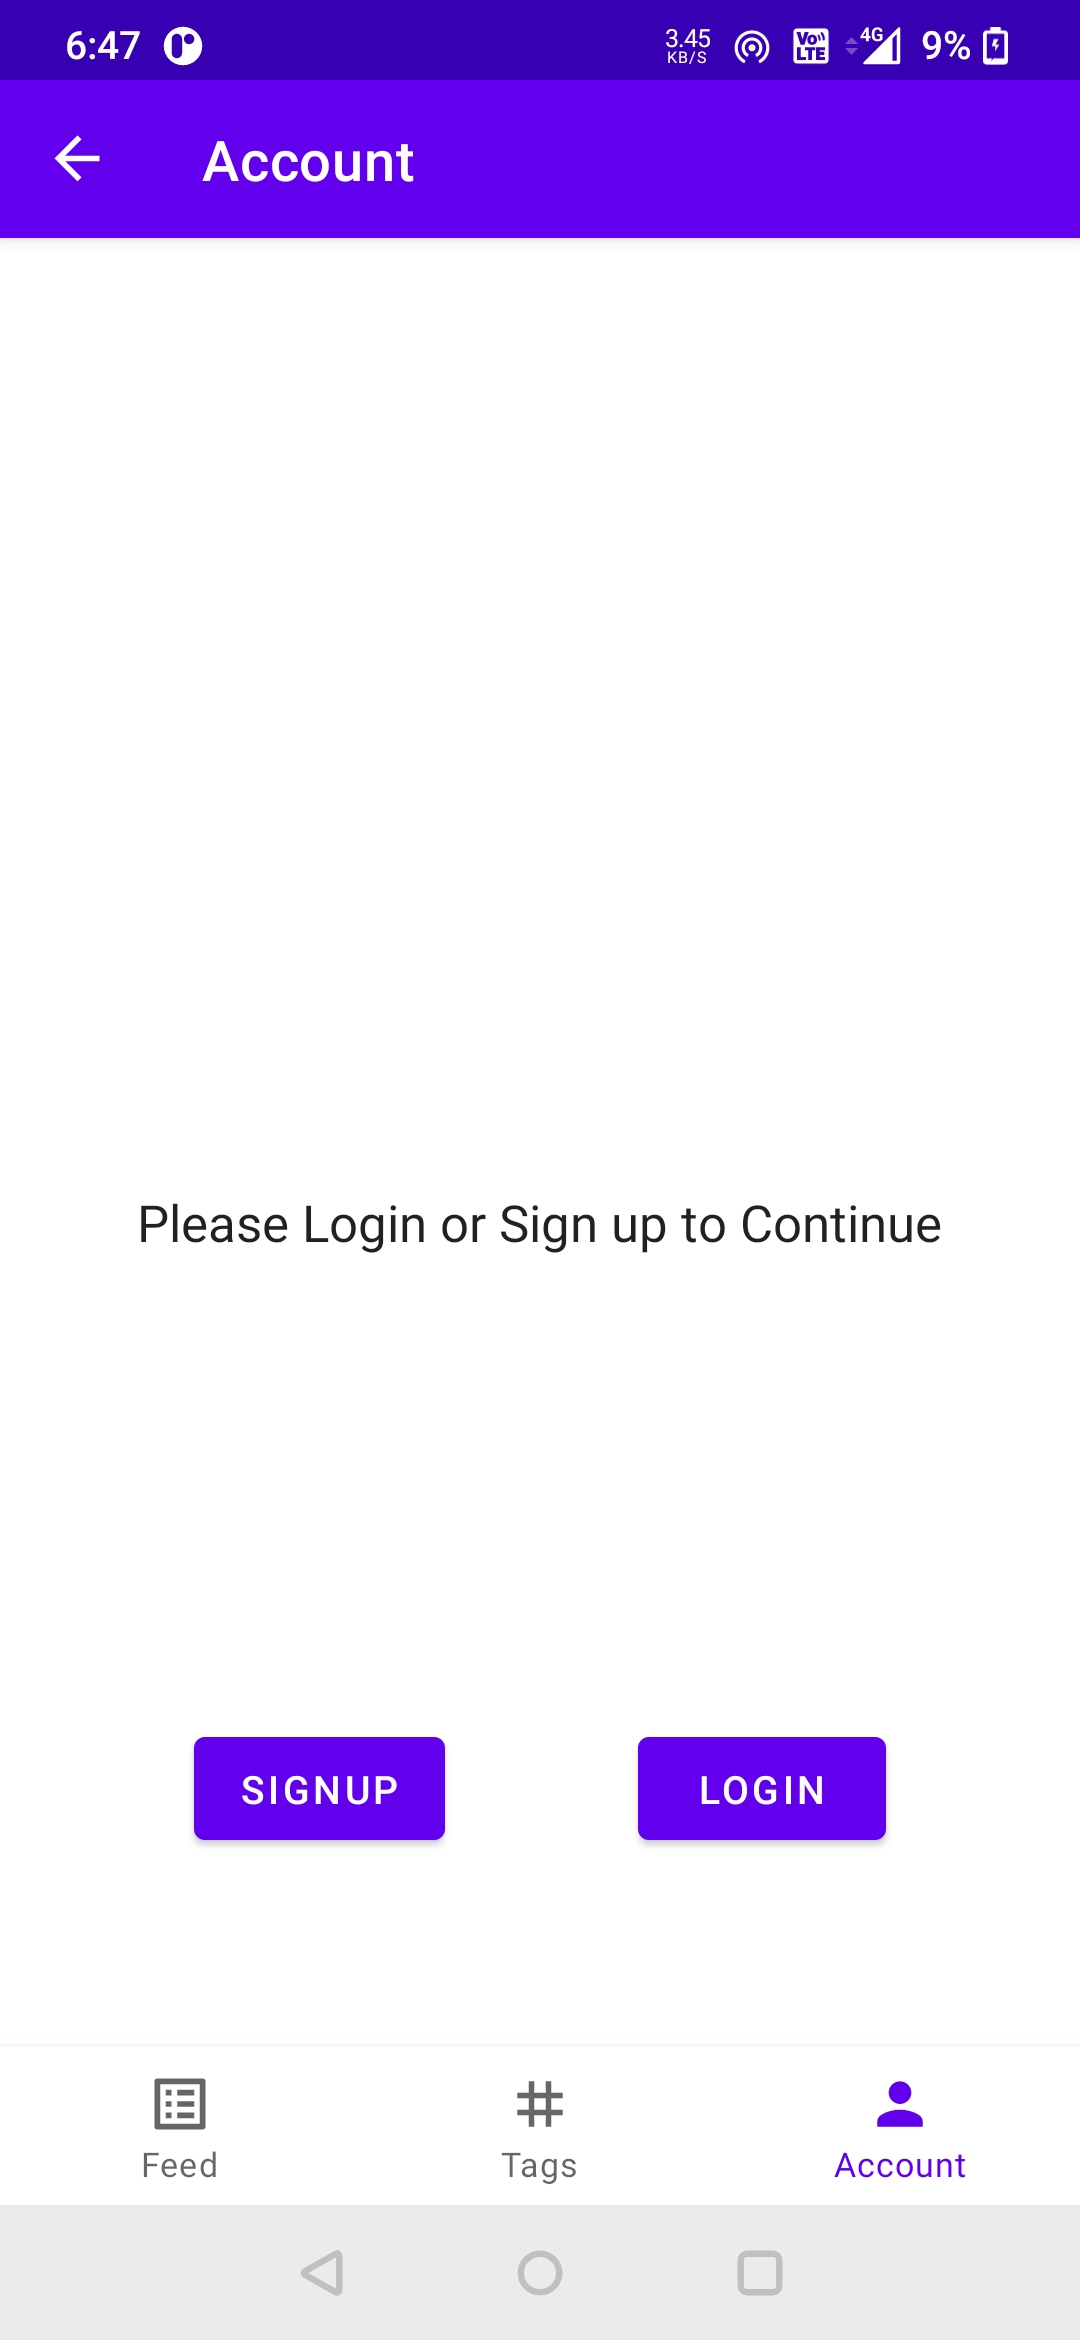 6:47 3.45 KB/S Vo LTE 4G 9%
Account
Please Login or Sign up to Continue
SIGNUP LOGIN
Feed Tags Account